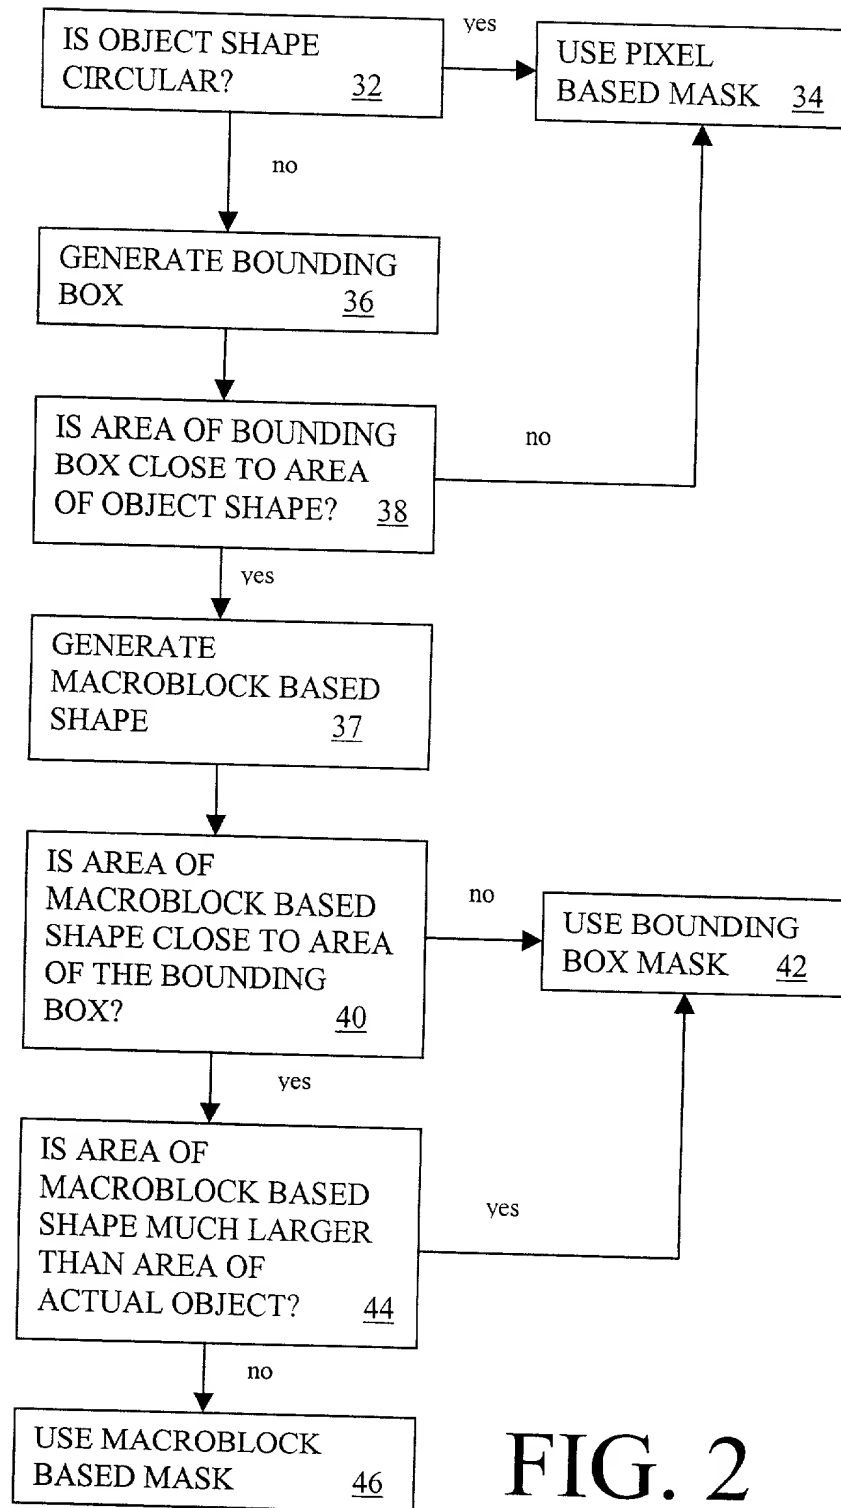 IS OBJECT SHAPE
CIRCULAR? 32
yes
USE PIXEL
BASED MASK 34
no
GENERATE BOUNDING
BOX 36
IS AREA OF BOUNDING
BOX CLOSE TO AREA
OF OBJECT SHAPE? 38
no
yes
GENERATE
MACROBLOCK BASED
SHAPE 37
IS AREA OF
MACROBLOCK BASED
SHAPE CLOSE TO AREA
OF THE BOUNDING
BOX? 40
no
USE BOUNDING
BOX MASK 42
yes
IS AREA OF
MACROBLOCK BASED
SHAPE MUCH LARGER
THAN AREA OF
ACTUAL OBJECT? 44
yes
no
USE MACROBLOCK
BASED MASK 46
FIG. 2